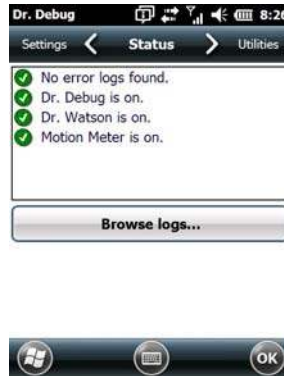 Dr. Debug 8:26
Settings Status Utilities
No error logs found.
Dr. Debug is on.
Dr. Watson is on.
Motion Meter is on.
Browse logs...
OK